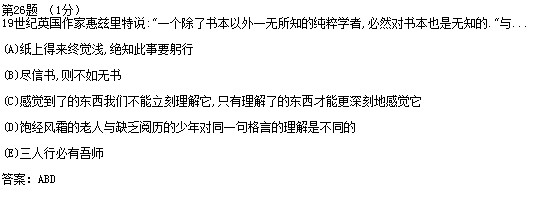 第26题 (1分)
19世纪英国作家惠兹里特说:“一个除了书本以外一无所知的纯粹学者,必然对书本也是无知的.“与...
(A)纸上得来终觉浅,绝知此事要躬行
(B)尽信书,则不如无书
(C)感觉到了的东西我们不能立刻理解它,只有理解了的东西才能更深刻地感觉它
(D)饱经风霜的老人与缺乏阅历的少年对同一句格言的理解是不同的
(E)三人行必有吾师
答案：ABD